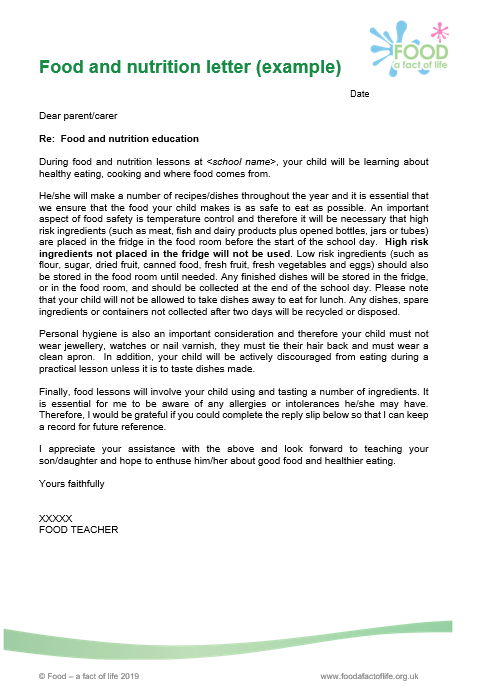 FOOD
a fact of life
Food and nutrition letter (example)
Date
Dear parent/carer
Re:  Food and nutrition education
During food and nutrition lessons at <school name>, your child will be learning about
healthy eating, cooking and where food comes from.
He/she will make a number of recipes/dishes throughout the year and it is essential that
we ensure that the food your child makes is as safe to eat as possible. An important
aspect of food safety is temperature control and therefore it will be necessary that high
risk ingredients (such as meat, fish and dairy products plus opened bottles, jars or tubes)
are placed in the fridge in the food room before the start of the school day.  High risk
ingredients not placed in the fridge will not be used. Low risk ingredients (such as
flour, sugar, dried fruit, canned food, fresh fruit, fresh vegetables and eggs) should also
be stored in the food room until needed. Any finished dishes will be stored in the fridge,
or in the food room, and should be collected at the end of the school day. Please note
that your child will not be allowed to take dishes away to eat for lunch. Any dishes, spare
ingredients or containers not collected after two days will be recycled or disposed.
Personal hygiene is also an important consideration and therefore your child must not
wear jewellery, watches or nail varnish, they must tie their hair back and must wear a
clean apron.  In addition, your child will be actively discouraged from eating during a
practical lesson unless it is to taste dishes made.
Finally, food lessons will involve your child using and tasting a number of ingredients. It
is essential for me to be aware of any allergies or intolerances he/she may have.
Therefore, I would be grateful if you could complete the reply slip below so that I can keep
a record for future reference.
I appreciate your assistance with the above and look forward to teaching your
son/daughter and hope to enthuse him/her about good food and healthier eating.
Yours faithfully
XXXXX
FOOD TEACHER
© Food – a fact of life 2019
www.foodafactoflife.org.uk